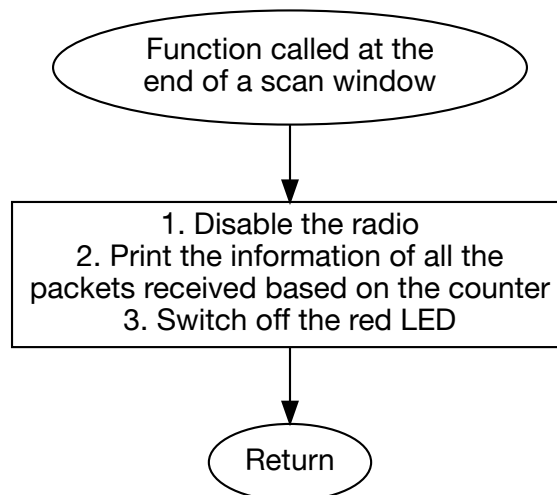 Function called at the
end of a scan window
1. Disable the radio
2. Print the information of all the
packets received based on the counter
3. Switch off the red LED
Return